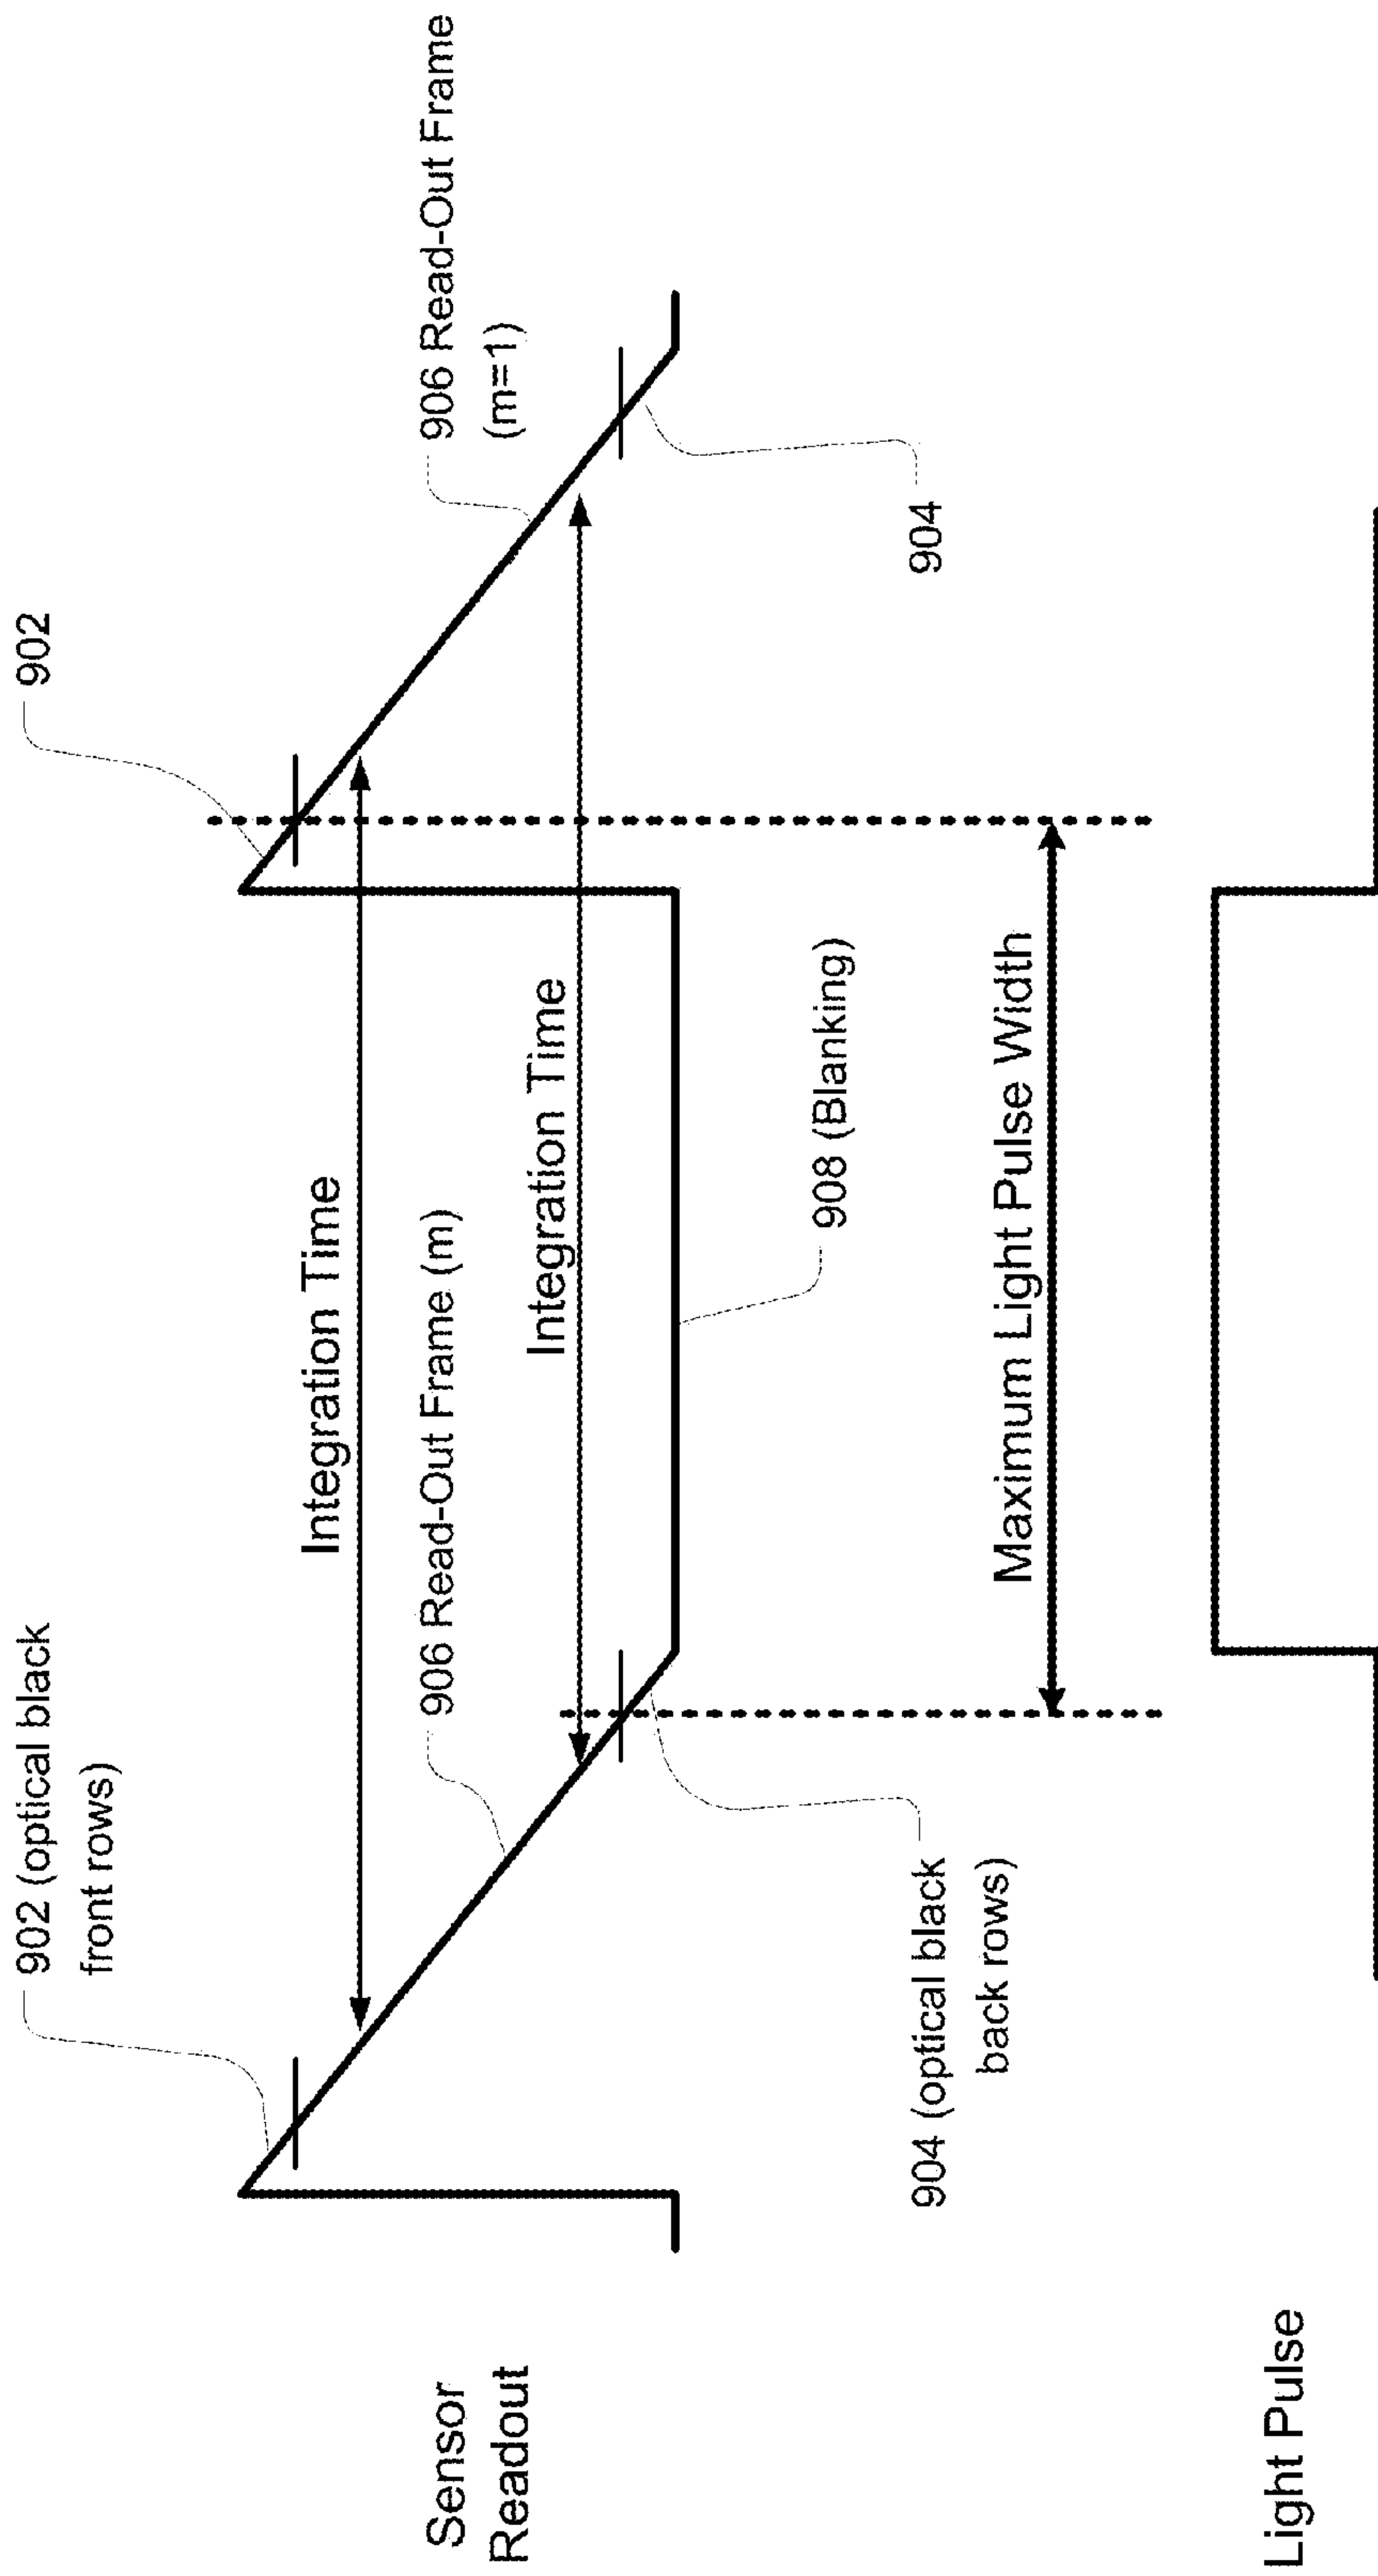 902 (optical black
front rows)
902
Integration Time
906 Read-Out Frame (m)
906 Read-Out Frame
(m=1)
Integration Time
Sensor
Readout
908 (Blanking)
904 (optical black
back rows)
904
Maximum Light Pulse Width
Light Pulse